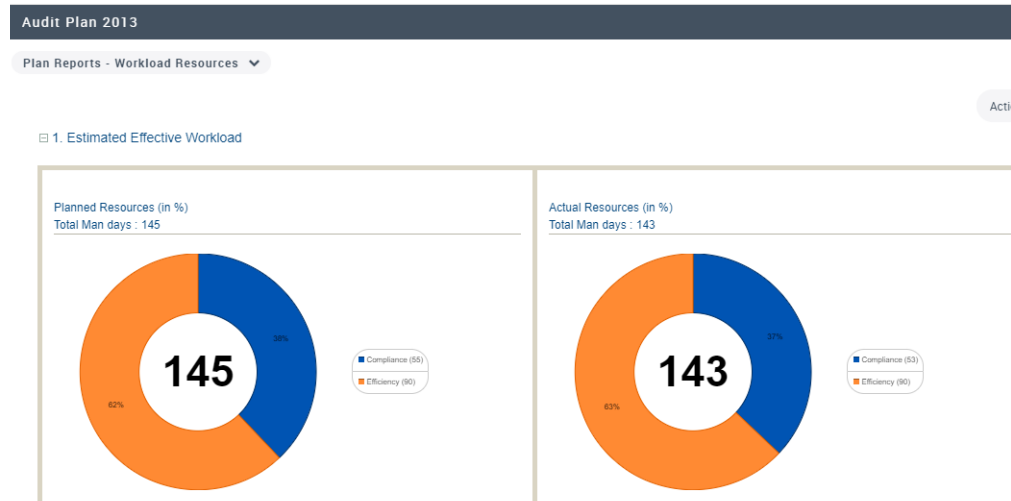 Audit Plan 2013
Plan Reports - Workload Resources
Acti
1. Estimated Effective Workload
Planned Resources (in %)
Total Man days : 145
Actual Resources (in %)
Total Man days : 143
38%
145
Compliance (55)
Efficiency (90)
62%
37%
143
Compliance (53)
Efficiency (90)
63%